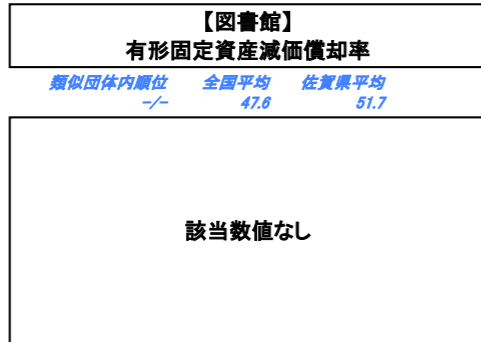 【図書館】
有形固定資産減価償却率
類似団体内順位 全国平均 佐賀県平均
-/- 47.6 51.7
該当数値なし